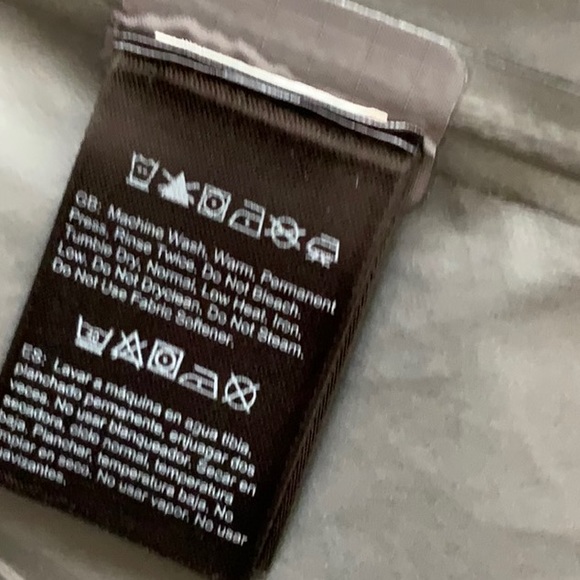 GB: Machine Wash, Warm, Permanent
Press, Rinse Twice, Do Not Bleach,
Tumble Dry, Normal, Low Heat, Iron,
Low, Do Not Dryclean, Do Not Steam,
Do Not Use Fabric Softener.
ES: Lavar a máquina en agua tibia,
planchado permanente, enjuagar dos
veces, No usar blanqueador, Secar en
secadora, ciclo normal, temperatura
baja, Planchar, temperatura baja, No
lavar en seco, No usar vapor, No usar
suavizantes.